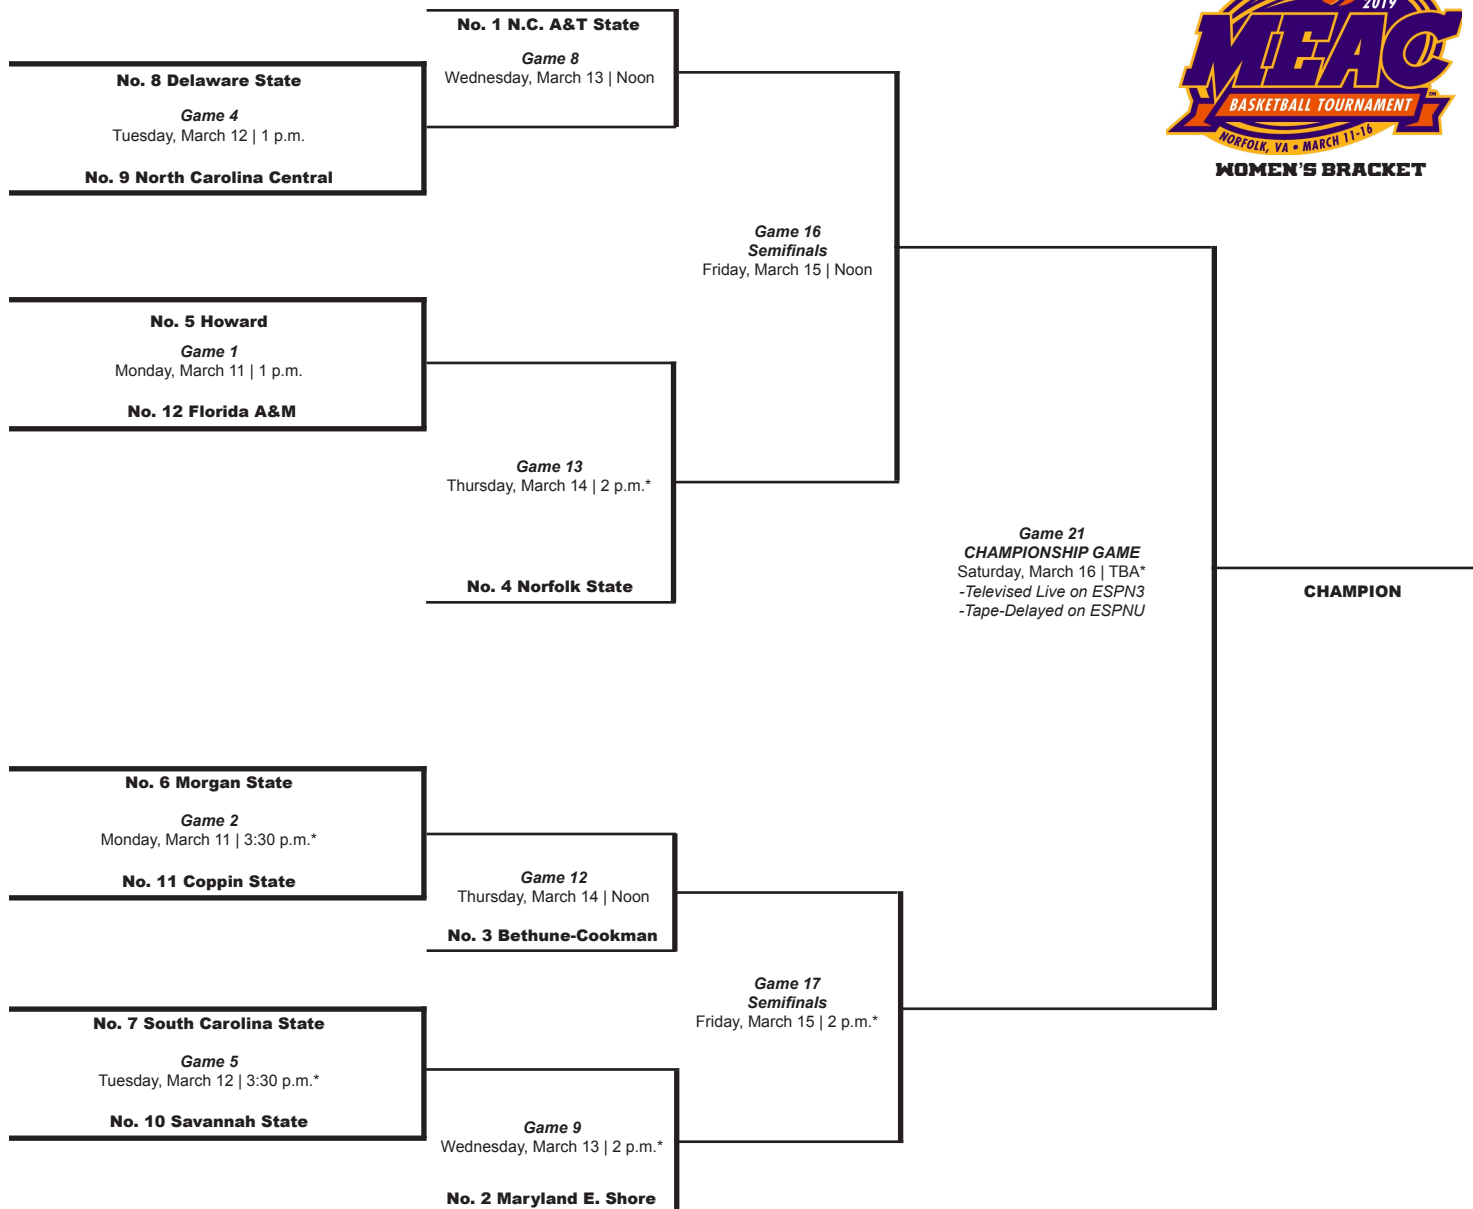 No. 1 N.C. A&T State
Game 8
Wednesday, March 13 | Noon
No. 8 Delaware State
Game 4
Tuesday, March 12 | 1 p.m.
No. 9 North Carolina Central
2019
MEAC
™
BASKETBALL TOURNAMENT
NORFOLK, VA • MARCH 11-16
WOMEN'S BRACKET
Game 16
Semifinals
Friday, March 15 | Noon
No. 5 Howard
Game 1
Monday, March 11 | 1 p.m.
No. 12 Florida A&M
Game 13
Thursday, March 14 | 2 p.m.*
No. 4 Norfolk State
Game 21
CHAMPIONSHIP GAME
Saturday, March 16 | TBA*
-Televised Live on ESPN3
-Tape-Delayed on ESPNU
CHAMPION
No. 6 Morgan State
Game 2
Monday, March 11 | 3:30 p.m.*
No. 11 Coppin State
Game 12
Thursday, March 14 | Noon
No. 3 Bethune-Cookman
Game 17
Semifinals
Friday, March 15 | 2 p.m.*
No. 7 South Carolina State
Game 5
Tuesday, March 12 | 3:30 p.m.*
No. 10 Savannah State
Game 9
Wednesday, March 13 | 2 p.m.*
No. 2 Maryland E. Shore